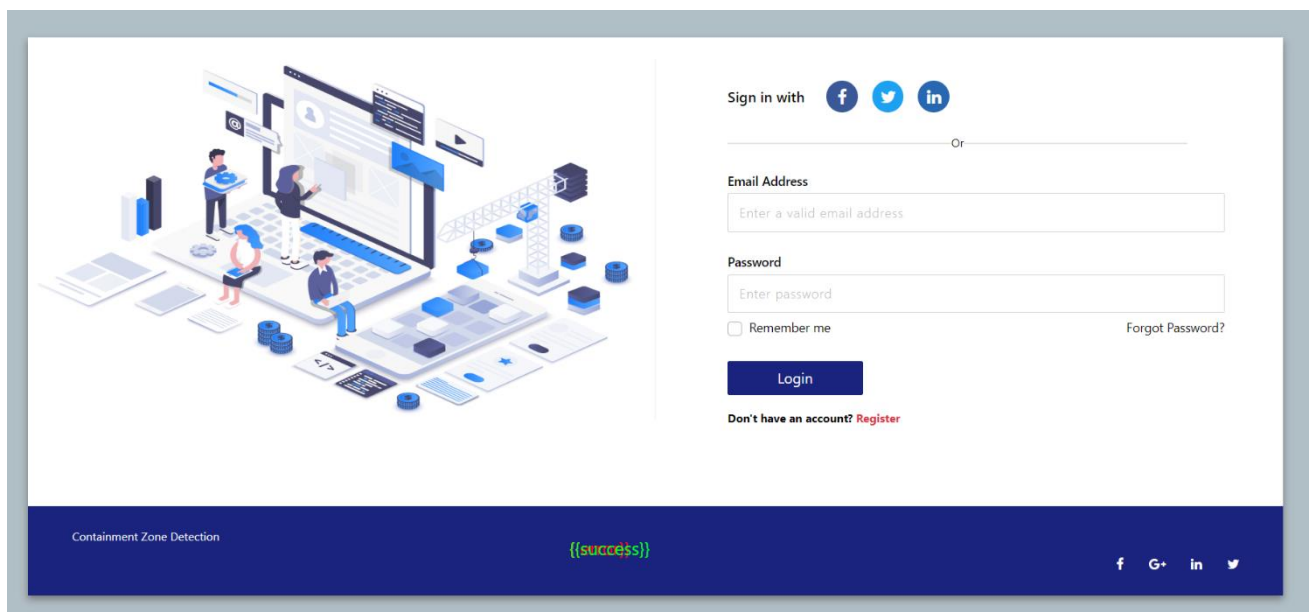 Sign in with
Or
Email Address
Enter a valid email address
Password
Enter password
Remember me
Forgot Password?
Login
Don't have an account? Register
Containment Zone Detection
{{success}}
f G+ in